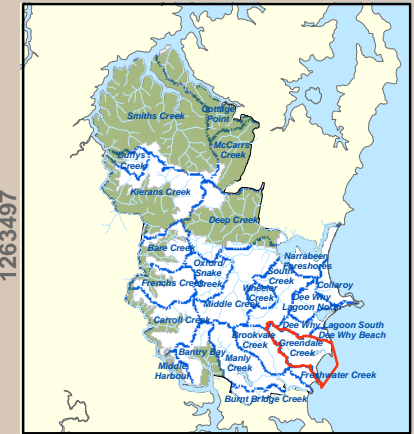 1263497
Smiths Creek
Cottage
Point
McCarrs
Creek
Duffys
Creek
Kierans Creek
Deep Creek
Bare Creek
Oxford
Snake
Creek
Narrabeen
Foreshores
South
Creek
Collaroy
Frenchs Creek
Wheeler
Creek
Dee Why
Lagoon North
Middle Creek
Carroll Creek
Dee Why Lagoon South
Dee Why Beach
Brookvale
Creek
Greendale
Creek
Bantry Bay
Manly
Creek
Middle
Harbour
Freshwater Creek
Burnt Bridge Creek